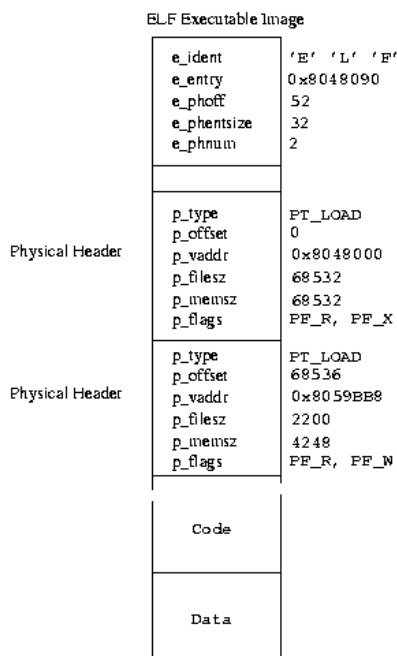 ELF Executable Image
e_ident 'E' 'L' 'F'
e_entry 0x8048090
e_phoff 52
e_phentsize 32
e_phnum 2
p_type PT_LOAD
p_offset 0
Physical Header p_vaddr 0x8048000
p_filesz 68532
p_memsz 68532
p_flags PF_R, PF_X
p_type PT_LOAD
p_offset 68536
Physical Header p_vaddr 0x8059BB8
p_filesz 2200
p_memsz 4248
p_flags PF_R, PF_W
Code
Data